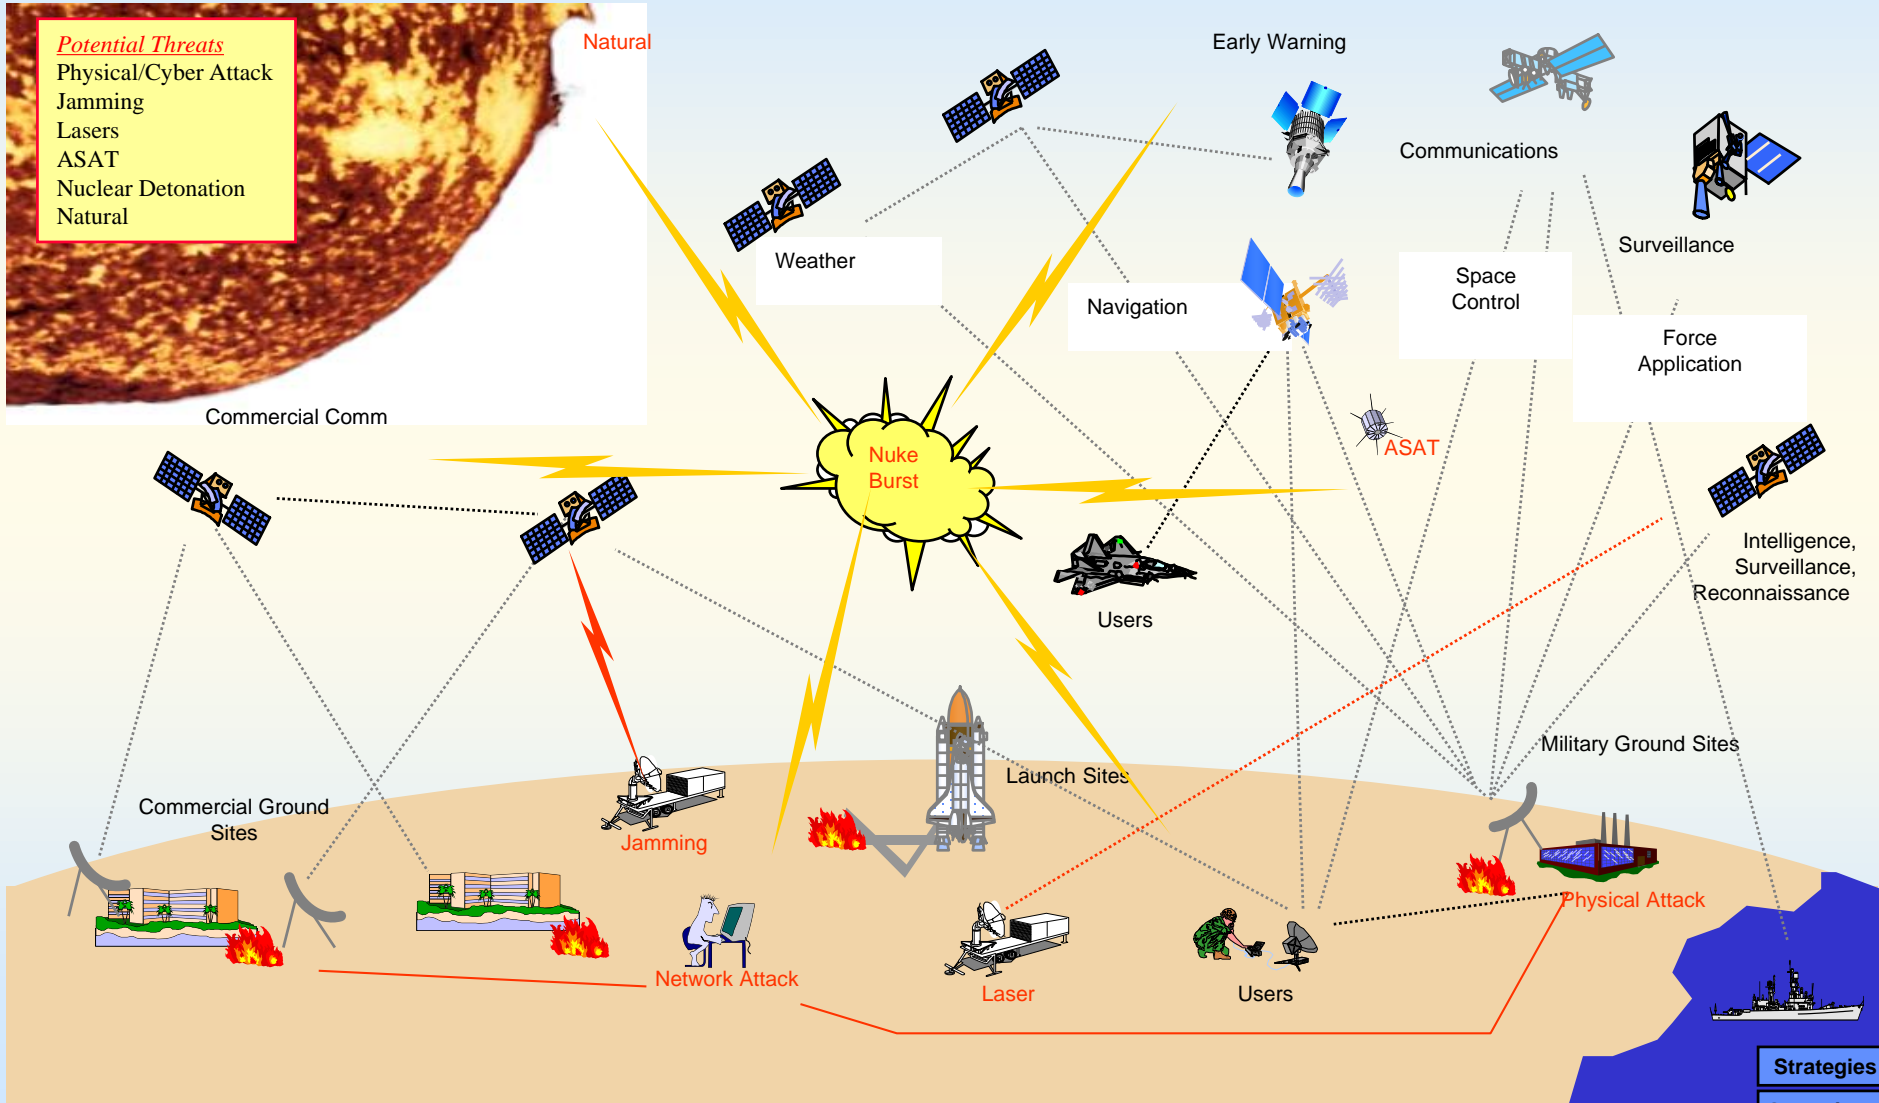 Potential Threats
Physical/Cyber Attack
Jamming
Lasers
ASAT
Nuclear Detonation
Natural
Natural
Early Warning
Communications
Surveillance
Weather
Navigation
Space
Control
Force
Application
Commercial Comm
Nuke
Burst
ASAT
Intelligence,
Surveillance,
Reconnaissance
Users
Military Ground Sites
Launch Sites
Commercial Ground
Sites
Jamming
Physical Attack
Network Attack
Laser
Users
Strategies